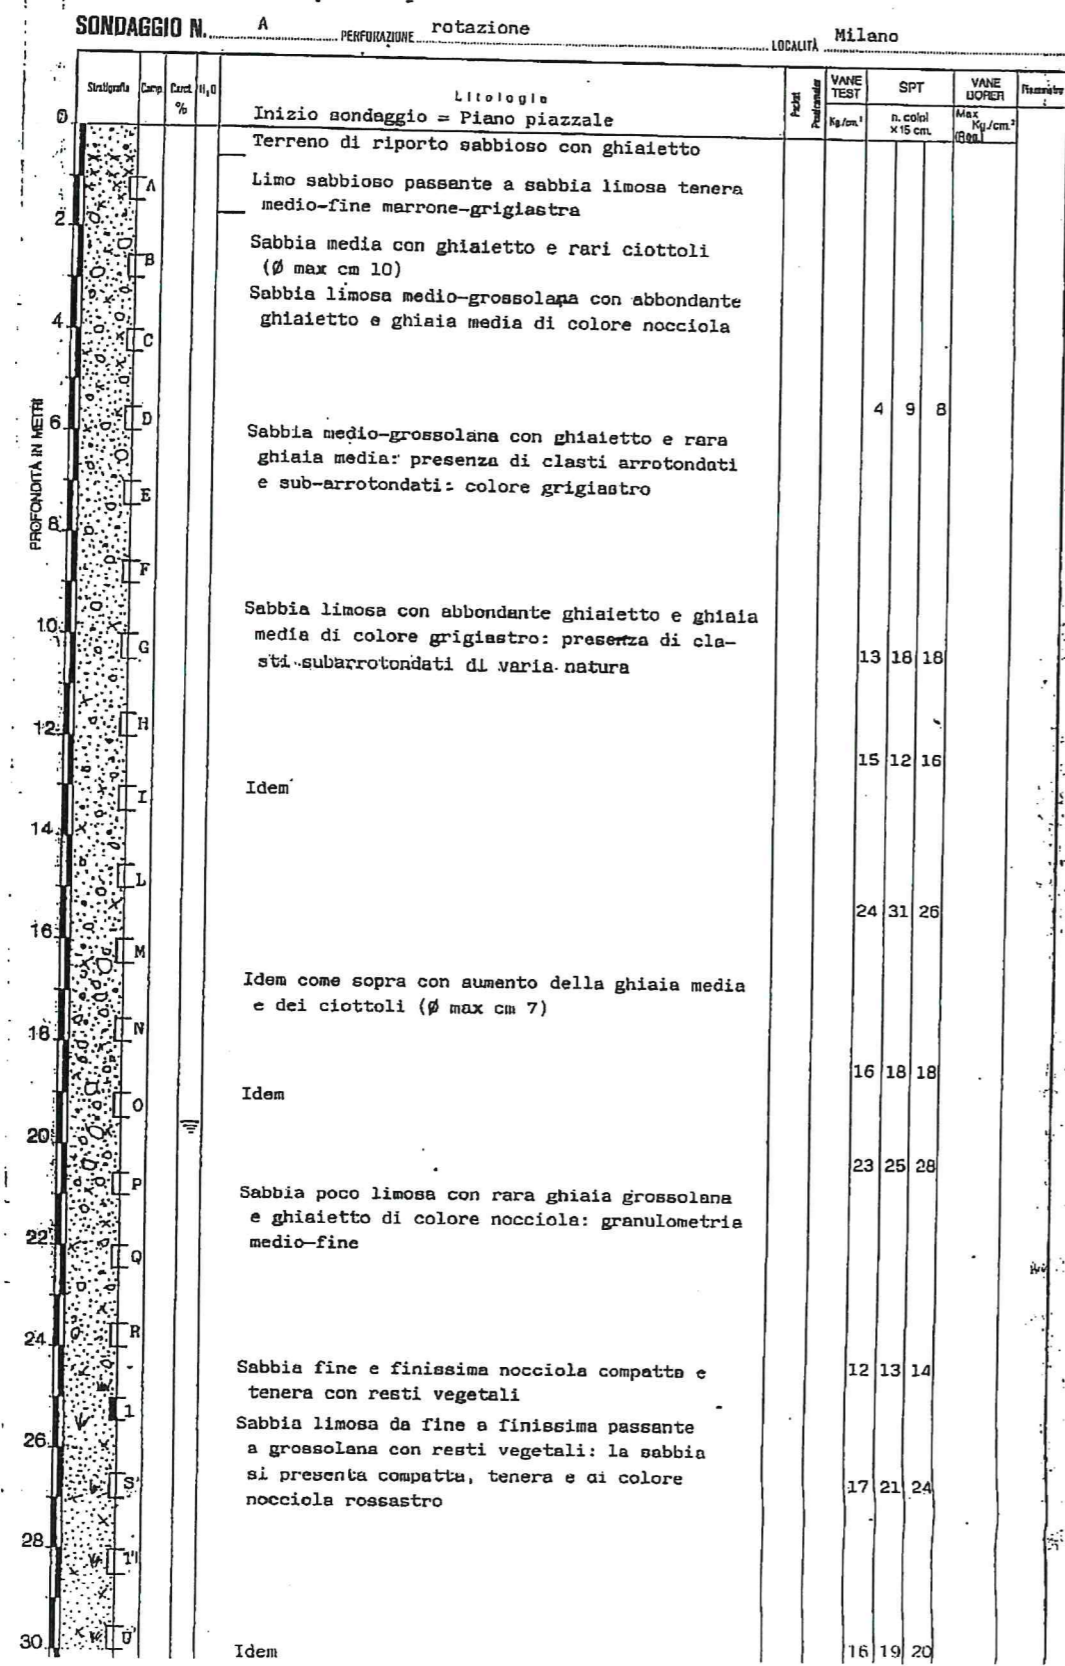 SONDAGGIO N. A PERFORAZIONE rotazione LOCALITÀ Milano
Stratigrafia Camp. Carot. % H₂O Litologia Pocket Penetrometer VANE TEST Kg./cm.² SPT n. colpi ×15 cm. VANE BORER Max Kg./cm.² (Res.) Piezometro
0 Inizio sondaggio = Piano piazzale
Terreno di riporto sabbioso con ghiaietto
A Limo sabbioso passante a sabbia limosa tenera
2 medio-fine marrone-grigiastra
Sabbia media con ghiaietto e rari ciottoli
B (Ø max cm 10)
Sabbia limosa medio-grossolana con abbondante
4 ghiaietto e ghiaia media di colore nocciola
C
PROFONDITÀ IN METRI
D 4 9 8
6 Sabbia medio-grossolana con ghiaietto e rara
ghiaia media: presenza di clasti arrotondati
E e sub-arrotondati: colore grigiastro
8
F
10 Sabbia limosa con abbondante ghiaietto e ghiaia
G media di colore grigiastro: presenza di cla-
sti subarrotondati di varia natura 13 18 18
12 H
15 12 16
I Idem
14
L
16 24 31 26
M
Idem come sopra con aumento della ghiaia media
e dei ciottoli (Ø max cm 7)
18 N
16 18 18
O Idem
20
23 25 28
P Sabbia poco limosa con rara ghiaia grossolana
e ghiaietto di colore nocciola: granulometria
22 Q medio-fine
24 R
Sabbia fine e finissima nocciola compatta e 12 13 14
tenera con resti vegetali
1 Sabbia limosa da fine a finissima passante
26 a grossolana con resti vegetali: la sabbia
S si presenta compatta, tenera e di colore 17 21 24
nocciola rossastro
28 T
30 U Idem 16 19 20